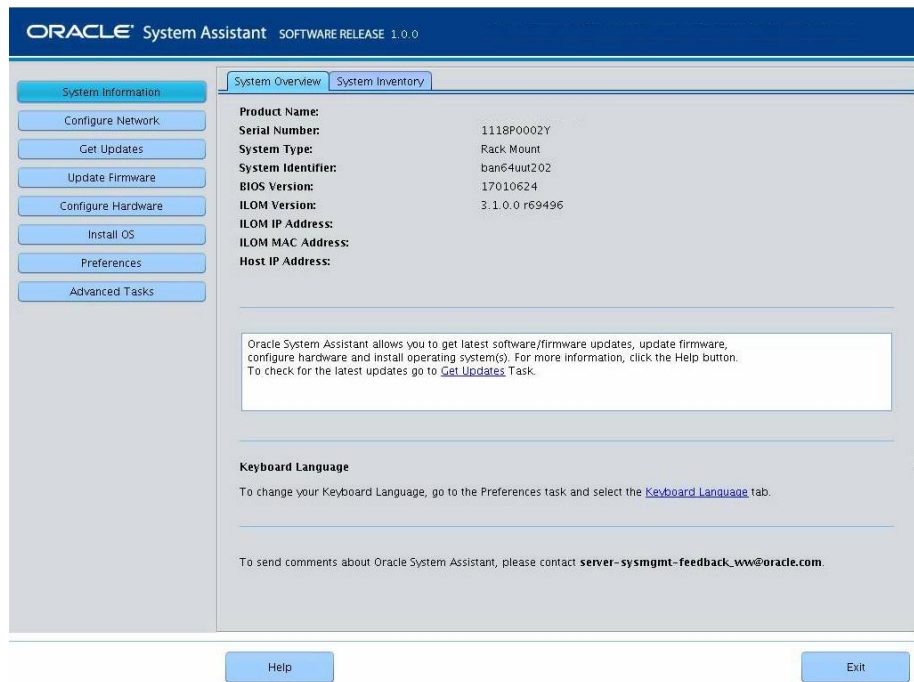 ORACLE System Assistant SOFTWARE RELEASE 1.0.0
System Information
Configure Network
Get Updates
Update Firmware
Configure Hardware
Install OS
Preferences
Advanced Tasks
System Overview System Inventory
Product Name:
Serial Number: 1118P0002Y
System Type: Rack Mount
System Identifier: ban64uut202
BIOS Version: 17010624
ILOM Version: 3.1.0.0 r69496
ILOM IP Address:
ILOM MAC Address:
Host IP Address:
Oracle System Assistant allows you to get latest software/firmware updates, update firmware,
configure hardware and install operating system(s). For more information, click the Help button.
To check for the latest updates go to Get Updates Task.
Keyboard Language
To change your Keyboard Language, go to the Preferences task and select the Keyboard Language tab.
To send comments about Oracle System Assistant, please contact server-sysmgmt-feedback_ww@oracle.com.
Help Exit